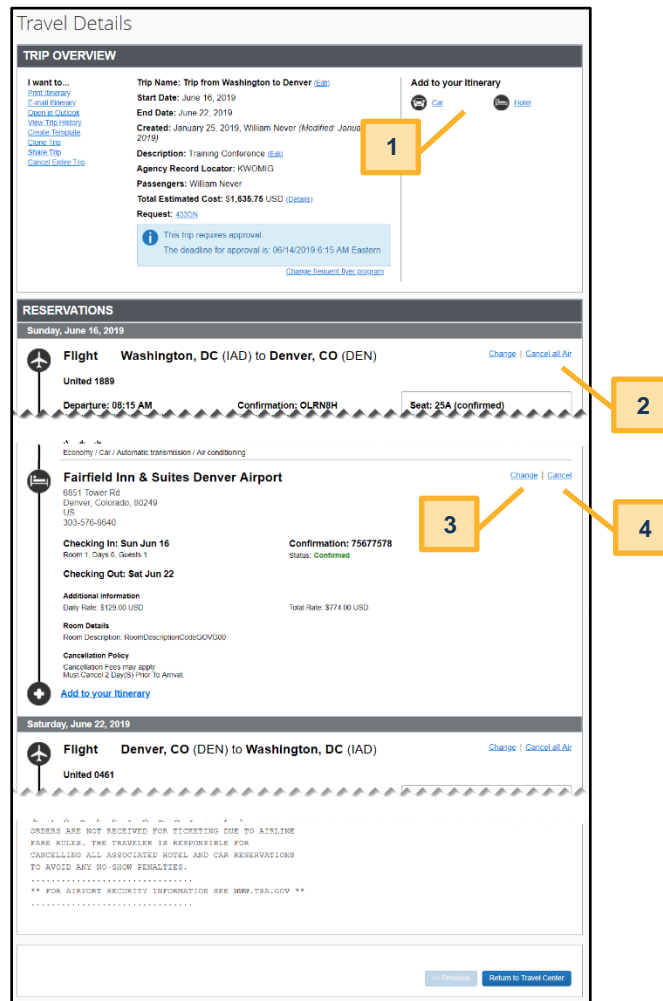 Travel Details
TRIP OVERVIEW
I want to...
Print Itinerary
E-mail Itinerary
Open in Outlook
View Trip History
Create Template
Clone Trip
Share Trip
Cancel Entire Trip
Trip Name: Trip from Washington to Denver (Edit)
Start Date: June 16, 2019
End Date: June 22, 2019
Created: January 25, 2019, William Never (Modified:
2019)
Description: Training Conference (Edit)
Agency Record Locator: KWOMIG
Passengers: William Never
Total Estimated Cost: $1,635.75 USD (Details)
Request: 433DN
This trip requires approval.
The deadline for approval is: 06/14/2019 6:15 AM Eastern
Change frequent flyer program
Add to your Itinerary
Car Hotel
1
RESERVATIONS
Sunday, June 16, 2019
Flight Washington, DC (IAD) to Denver, CO (DEN)
Change | Cancel all Air
United 1889
Departure: 08:15 AM Confirmation: OLRN8H Seat: 25A (confirmed)
2
Economy / Car / Automatic transmission / Air conditioning
Fairfield Inn & Suites Denver Airport
Change | Cancel
6851 Tower Rd
Denver, Colorado, 80249
US
303-576-9640
3
4
Checking In: Sun Jun 16 Confirmation: 75677578
Room 1, Days 6, Guests 1 Status: Confirmed
Checking Out: Sat Jun 22
Additional Information
Daily Rate: $129.00 USD Total Rate: $774.00 USD
Room Details
Room Description: RoomDescriptionCodeGOVG00
Cancellation Policy
Cancellation Fees may apply
Must Cancel 2 Day(S) Prior To Arrival.
Add to your Itinerary
Saturday, June 22, 2019
Flight Denver, CO (DEN) to Washington, DC (IAD)
Change | Cancel all Air
United 0461
ORDERS ARE NOT RECEIVED FOR TICKETING DUE TO AIRLINE
FARE RULES. THE TRAVELER IS RESPONSIBLE FOR
CANCELLING ALL ASSOCIATED HOTEL AND CAR RESERVATIONS
TO AVOID ANY NO-SHOW PENALTIES.
................................
** FOR AIRPORT SECURITY INFORMATION SEE WWW.TSA.GOV **
................................
<< Previous
Return to Travel Center